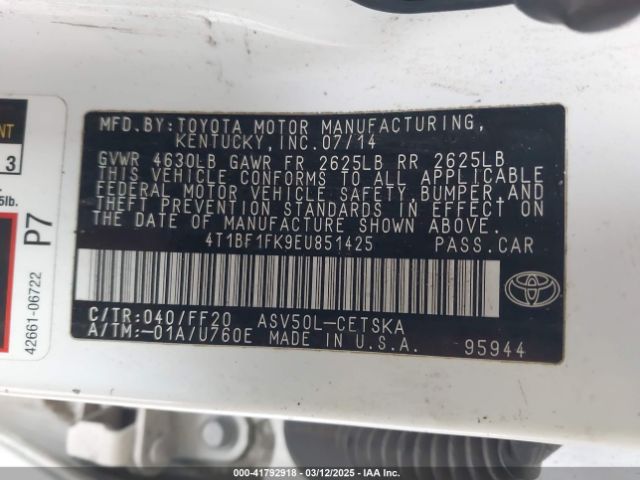 MFD.BY:TOYOTA MOTOR MANUFACTURING,
KENTUCKY,INC.07/14
GVWR 4630LB GAWR FR 2625LB RR 2625LB
THIS VEHICLE CONFORMS TO ALL APPLICABLE
FEDERAL MOTOR VEHICLE SAFETY,BUMPER,AND
THEFT PREVENTION STANDARDS IN EFFECT ON
THE DATE OF MANUFACTURE SHOWN ABOVE.
4T1BF1FK9EU851425 PASS.CAR
C/TR:040/FF20 ASV50L-CETSKA
A/TM:-01A/U760E MADE IN U.S.A. 95944
3
5lb.
P7
42661-06722
000-41792918 - 03/12/2025 - IAA Inc.